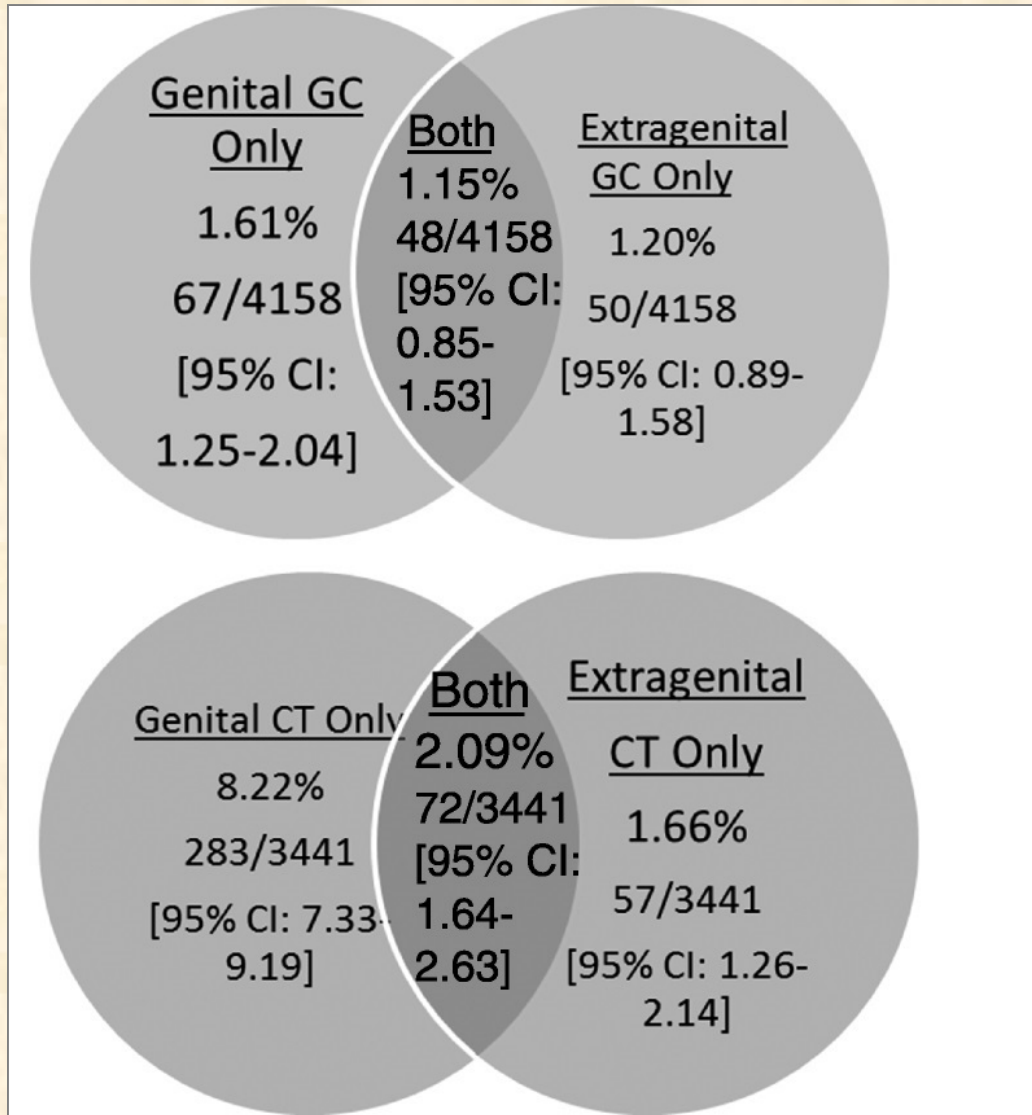 Genital GC
Only
1.61%
67/4158
[95% CI:
1.25-2.04]
Both
1.15%
48/4158
[95% CI:
0.85-
1.53]
Extragenital
GC Only
1.20%
50/4158
[95% CI: 0.89-
1.58]
Genital CT Only
8.22%
283/3441
[95% CI: 7.33-
9.19]
Both
2.09%
72/3441
[95% CI:
1.64-
2.63]
Extragenital
CT Only
1.66%
57/3441
[95% CI: 1.26-
2.14]